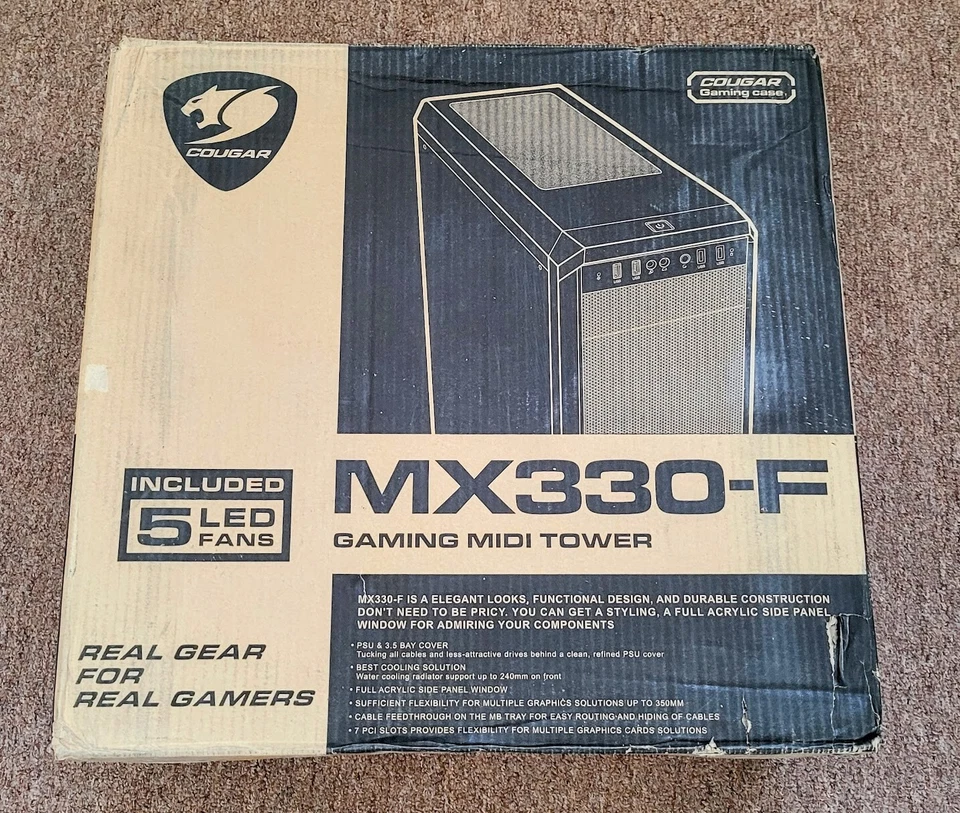 COUGAR
COUGAR
Gaming case
USB
USB
USB
USB
MX330-F
GAMING MIDI TOWER
INCLUDED
5 LED
FANS
MX330-F IS A ELEGANT LOOKS, FUNCTIONAL DESIGN, AND DURABLE CONSTRUCTION
DON'T NEED TO BE PRICY. YOU CAN GET A STYLING, A FULL ACRYLIC SIDE PANEL
WINDOW FOR ADMIRING YOUR COMPONENTS
• PSU & 3.5 BAY COVER
Tucking all cables and less-attractive drives behind a clean, refined PSU cover
• BEST COOLING SOLUTION
Water cooling radiator support up to 240mm on front
• FULL ACRYLIC SIDE PANEL WINDOW
• SUFFICIENT FLEXIBILITY FOR MULTIPLE GRAPHICS SOLUTIONS UP TO 350MM
• CABLE FEEDTHROUGH ON THE MB TRAY FOR EASY ROUTING AND HIDING OF CABLES
• 7 PCI SLOTS PROVIDES FLEXIBILITY FOR MULTIPLE GRAPHICS CARDS SOLUTIONS
REAL GEAR
FOR
REAL GAMERS